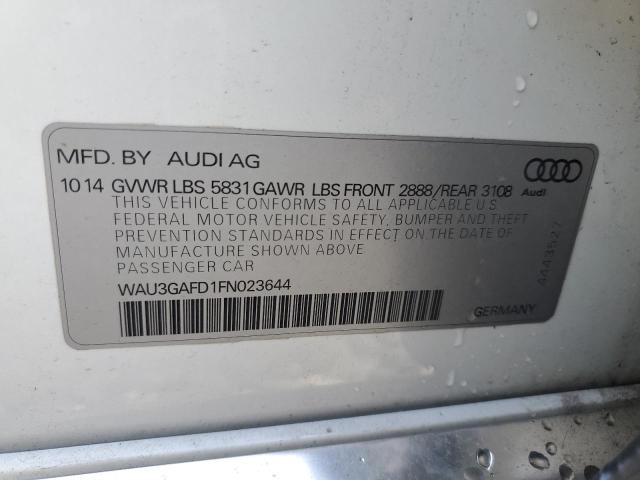 MFD. BY AUDI AG
10 14 GVWR LBS 5831 GAWR LBS FRONT 2888/REAR 3108
Audi
THIS VEHICLE CONFORMS TO ALL APPLICABLE U.S
FEDERAL MOTOR VEHICLE SAFETY, BUMPER AND THEFT
PREVENTION STANDARDS IN EFFECT ON THE DATE OF
MANUFACTURE SHOWN ABOVE
PASSENGER CAR
WAU3GAFD1FN023644
4443527
GERMANY